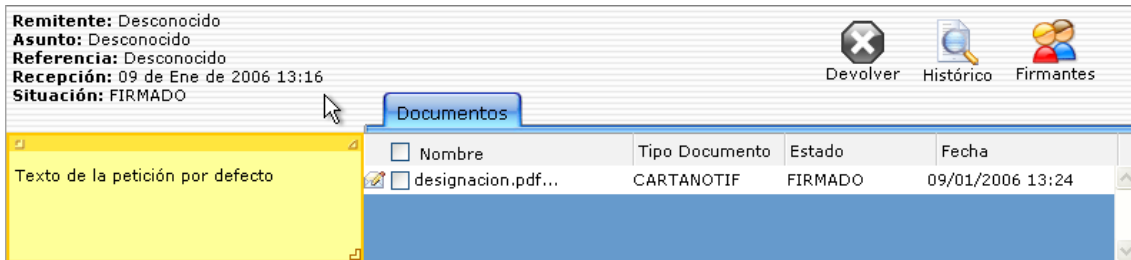 Remitente: Desconocido
Asunto: Desconocido
Referencia: Desconocido
Recepción: 09 de Ene de 2006 13:16
Situación: FIRMADO
Devolver Histórico Firmantes
Documentos
Nombre Tipo Documento Estado Fecha
Texto de la petición por defecto
designacion.pdf... CARTANOTIF FIRMADO 09/01/2006 13:24